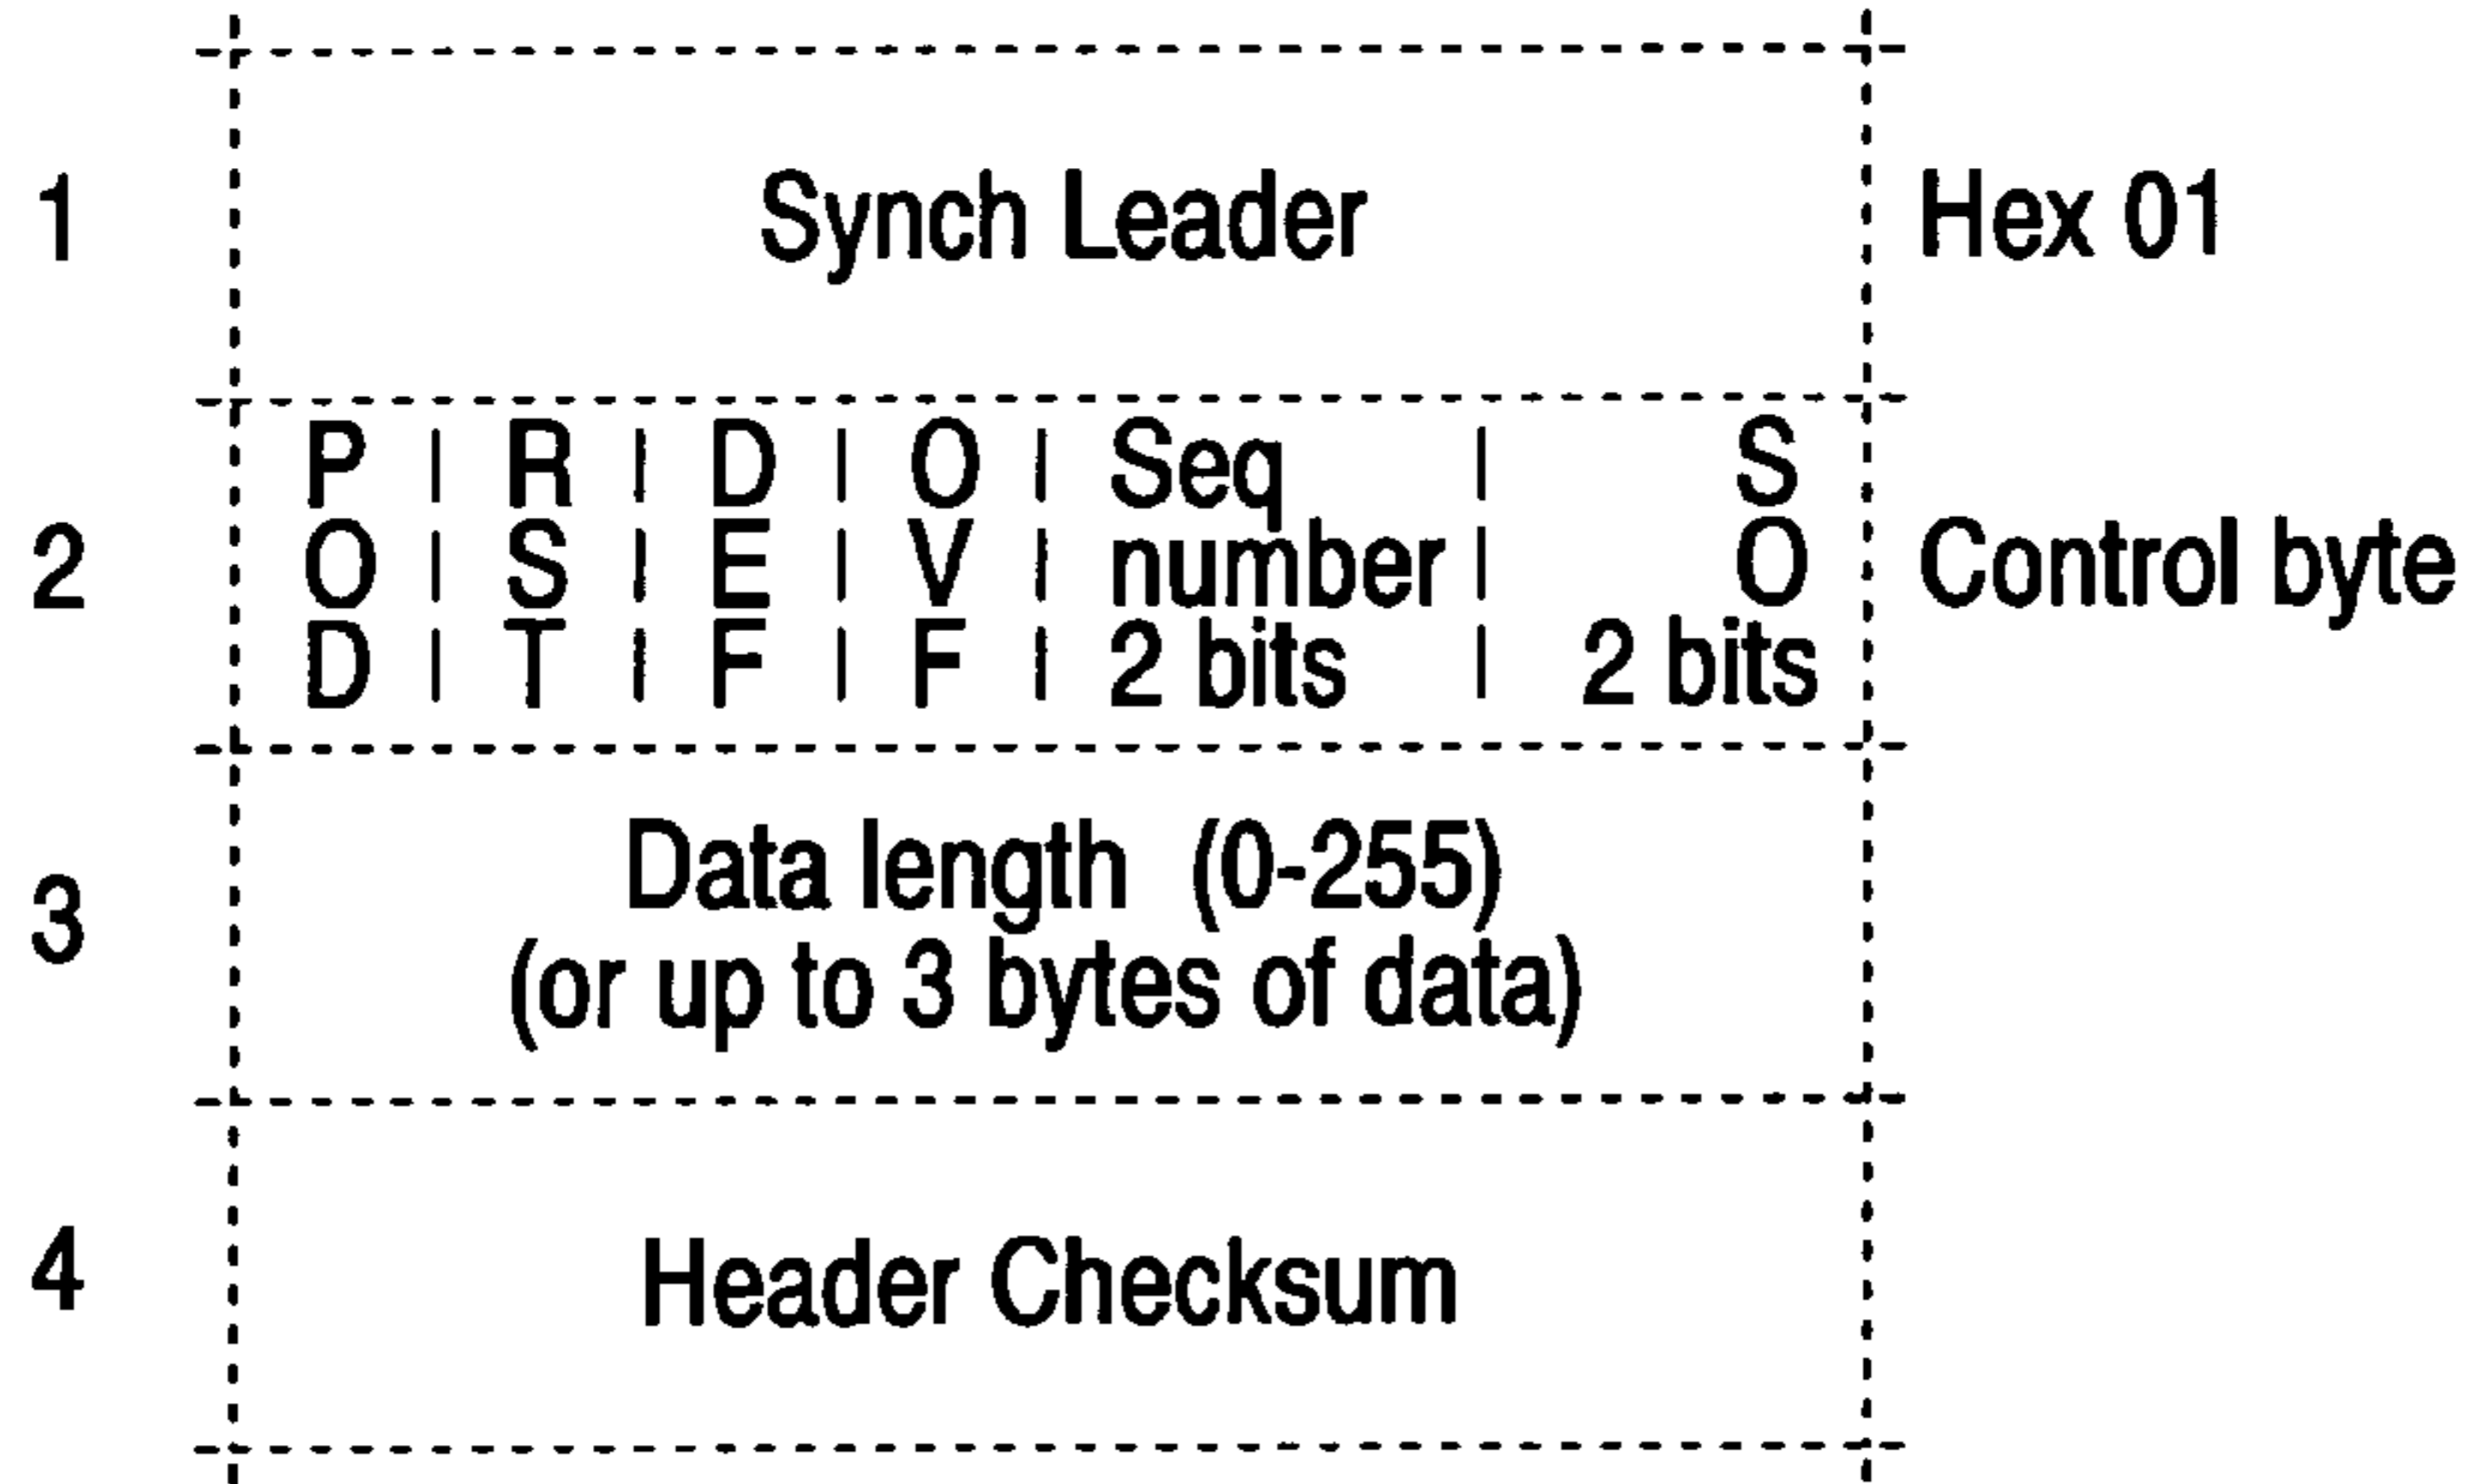 1 Synch Leader Hex 01
P | R | D | O | Seq | S
2 O | S | E | V | number | O Control byte
D | T | F | F | 2 bits | 2 bits
Data length (0-255)
3
(or up to 3 bytes of data)
4 Header Checksum